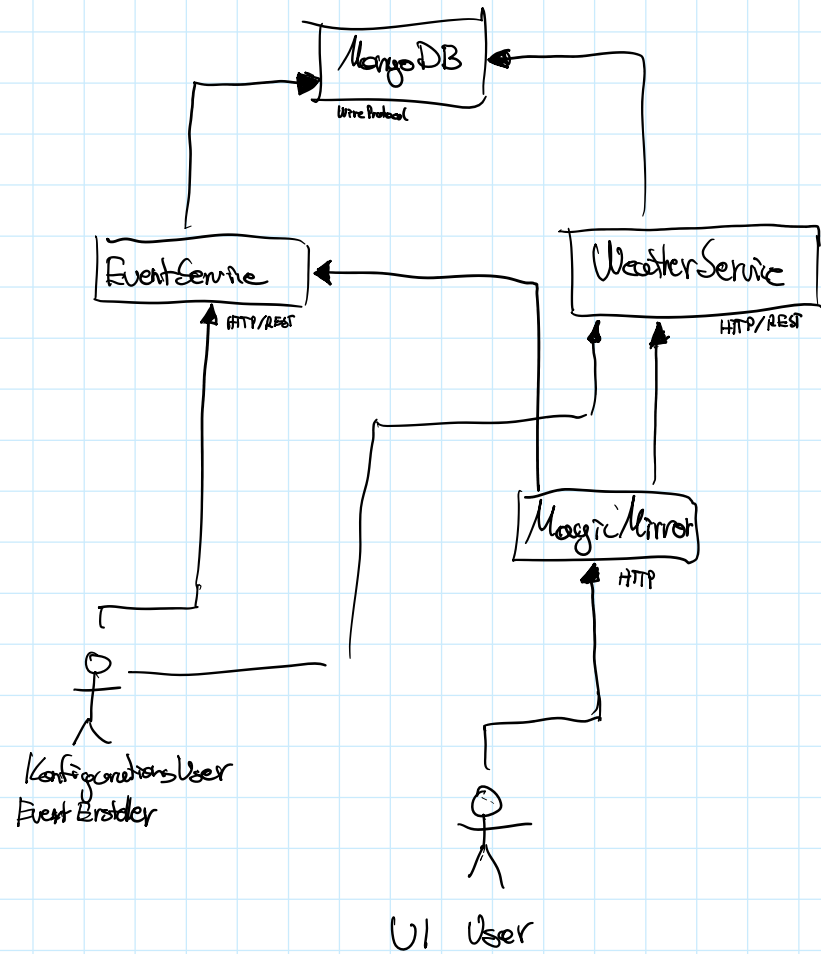 MongoDB
Wire Protocol
EventService
HTTP/REST
WeatherService
HTTP/REST
MagicMirror
HTTP
KonfigurationsUser
Event Ersteller
UI User